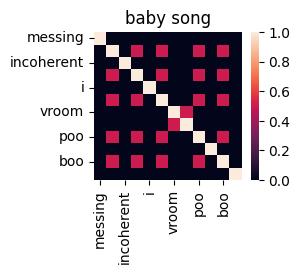 baby song
messing
incoherent
i
vroom
poo
boo
1.0
0.8
0.6
0.4
0.2
0.0
messing
incoherent
i
vroom
poo
boo